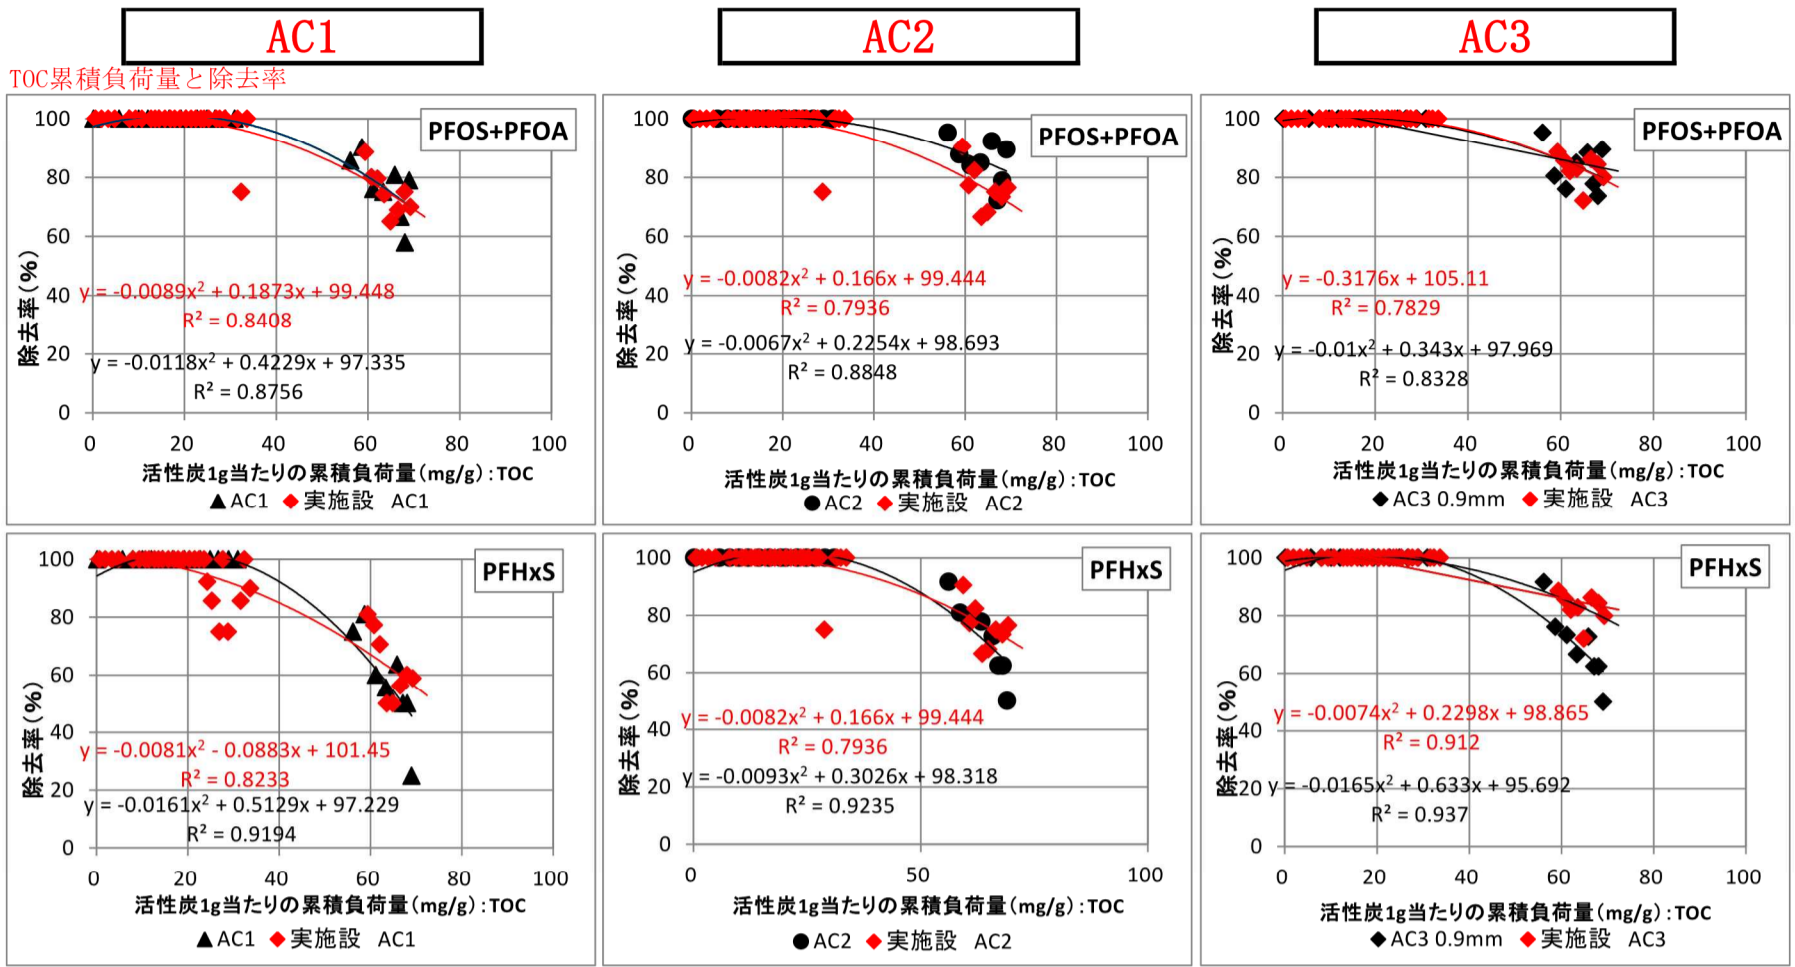 AC1
AC2
AC3
TOC累積負荷量と除去率
PFOS+PFOA
除去率(%)
100
80
60
40
20
0
y = -0.0089x² + 0.1873x + 99.448
R² = 0.8408
y = -0.0118x² + 0.4229x + 97.335
R² = 0.8756
0 20 40 60 80 100
活性炭1g当たりの累積負荷量(mg/g):TOC
AC1 実施設 AC1
PFOS+PFOA
除去率(%)
100
80
60
40
20
0
y = -0.0082x² + 0.166x + 99.444
R² = 0.7936
y = -0.0067x² + 0.2254x + 98.693
R² = 0.8848
0 20 40 60 80 100
活性炭1g当たりの累積負荷量(mg/g):TOC
AC2 実施設 AC2
PFOS+PFOA
除去率(%)
100
80
60
40
20
0
y = -0.3176x + 105.11
R² = 0.7829
y = -0.01x² + 0.343x + 97.969
R² = 0.8328
0 20 40 60 80 100
活性炭1g当たりの累積負荷量(mg/g):TOC
AC3 0.9mm 実施設 AC3
PFHxS
除去率(%)
100
80
60
40
20
0
y = -0.0081x² - 0.0883x + 101.45
R² = 0.8233
y = -0.0161x² + 0.5129x + 97.229
R² = 0.9194
0 20 40 60 80 100
活性炭1g当たりの累積負荷量(mg/g):TOC
AC1 実施設 AC1
PFHxS
除去率(%)
100
80
60
40
20
0
y = -0.0082x² + 0.166x + 99.444
R² = 0.7936
y = -0.0093x² + 0.3026x + 98.318
R² = 0.9235
0 50 100
活性炭1g当たりの累積負荷量(mg/g):TOC
AC2 実施設 AC2
PFHxS
除去率(%)
100
80
60
40
20
0
y = -0.0074x² + 0.2298x + 98.865
R² = 0.912
y = -0.0165x² + 0.633x + 95.692
R² = 0.937
0 20 40 60 80 100
活性炭1g当たりの累積負荷量(mg/g):TOC
AC3 0.9mm 実施設 AC3